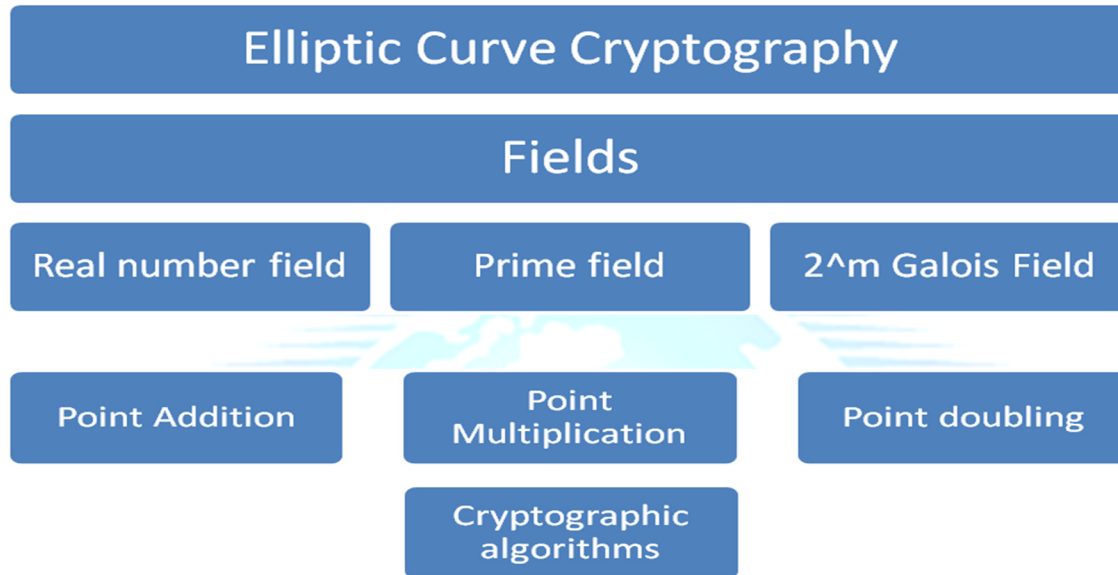 Elliptic Curve Cryptography
Fields
Real number field
Prime field
2^m Galois Field
Point Addition
Point
Multiplication
Point doubling
Cryptographic
algorithms